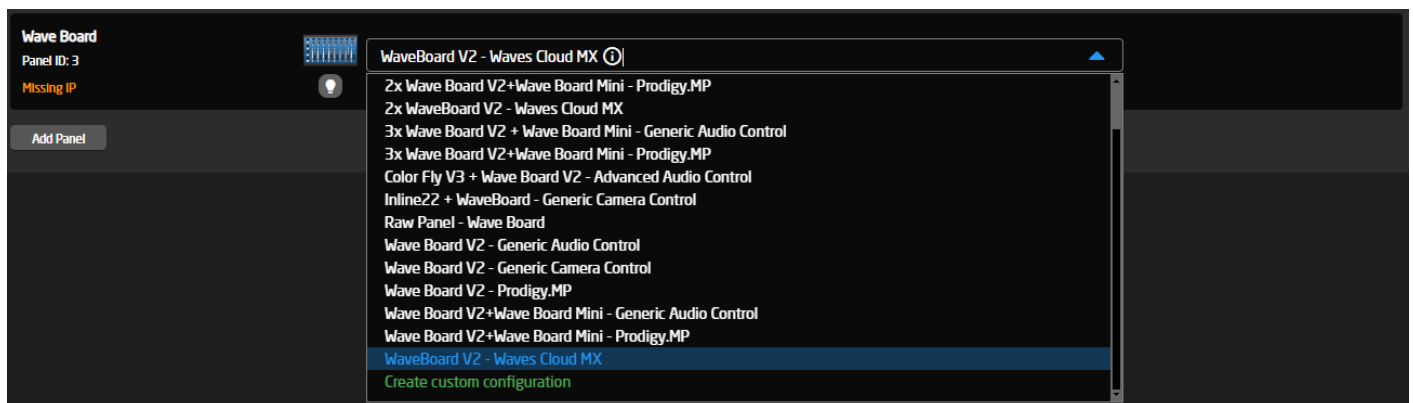 Wave Board
Panel ID: 3
Missing IP
Add Panel
WaveBoard V2 - Waves Cloud MX
2x Wave Board V2+Wave Board Mini - Prodigy.MP
2x WaveBoard V2 - Waves Cloud MX
3x Wave Board V2 + Wave Board Mini - Generic Audio Control
3x Wave Board V2+Wave Board Mini - Prodigy.MP
Color Fly V3 + Wave Board V2 - Advanced Audio Control
Inline22 + WaveBoard - Generic Camera Control
Raw Panel - Wave Board
Wave Board V2 - Generic Audio Control
Wave Board V2 - Generic Camera Control
Wave Board V2 - Prodigy.MP
Wave Board V2+Wave Board Mini - Generic Audio Control
Wave Board V2+Wave Board Mini - Prodigy.MP
WaveBoard V2 - Waves Cloud MX
Create custom configuration